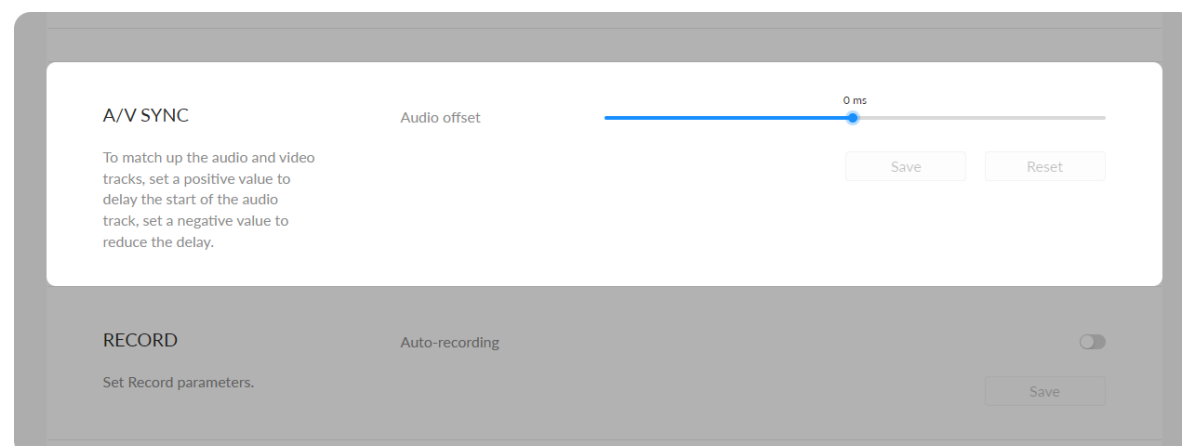 0 ms
A/V SYNC
Audio offset
To match up the audio and video
tracks, set a positive value to
delay the start of the audio
track, set a negative value to
reduce the delay.
Save
Reset
RECORD
Auto-recording
Set Record parameters.
Save